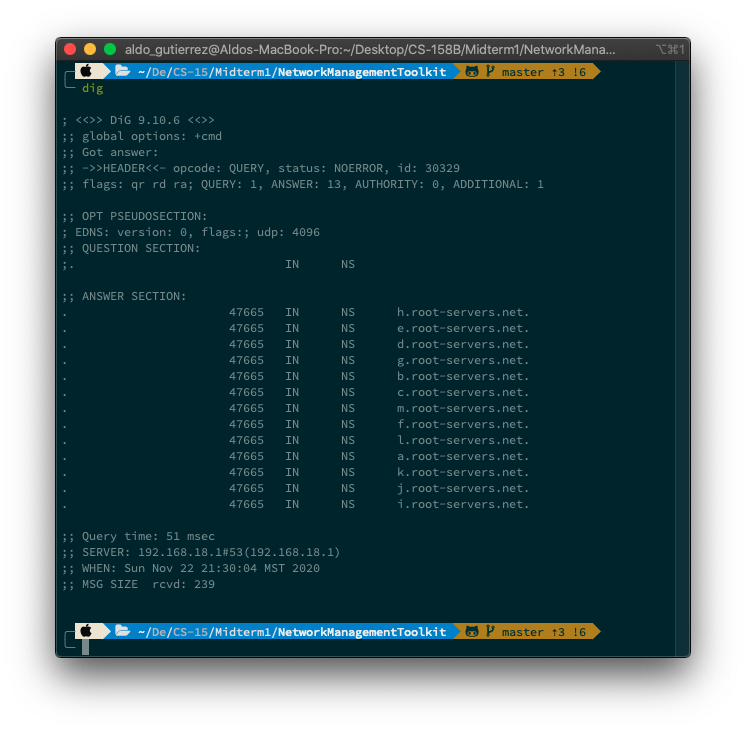 aldo_gutierrez@Aldos-MacBook-Pro:~/Desktop/CS-158B/Midterm1/NetworkMana... ⌥⌘1
~/De/CS-15/Midterm1/NetworkManagementToolkit master ↑3 !6
dig
; <<>> DiG 9.10.6 <<>>
;; global options: +cmd
;; Got answer:
;; ->>HEADER<<- opcode: QUERY, status: NOERROR, id: 30329
;; flags: qr rd ra; QUERY: 1, ANSWER: 13, AUTHORITY: 0, ADDITIONAL: 1
;; OPT PSEUDOSECTION:
; EDNS: version: 0, flags:; udp: 4096
;; QUESTION SECTION:
;. IN NS
;; ANSWER SECTION:
. 47665 IN NS h.root-servers.net.
. 47665 IN NS e.root-servers.net.
. 47665 IN NS d.root-servers.net.
. 47665 IN NS g.root-servers.net.
. 47665 IN NS b.root-servers.net.
. 47665 IN NS c.root-servers.net.
. 47665 IN NS m.root-servers.net.
. 47665 IN NS f.root-servers.net.
. 47665 IN NS l.root-servers.net.
. 47665 IN NS a.root-servers.net.
. 47665 IN NS k.root-servers.net.
. 47665 IN NS j.root-servers.net.
. 47665 IN NS i.root-servers.net.
;; Query time: 51 msec
;; SERVER: 192.168.18.1#53(192.168.18.1)
;; WHEN: Sun Nov 22 21:30:04 MST 2020
;; MSG SIZE  rcvd: 239
~/De/CS-15/Midterm1/NetworkManagementToolkit master ↑3 !6